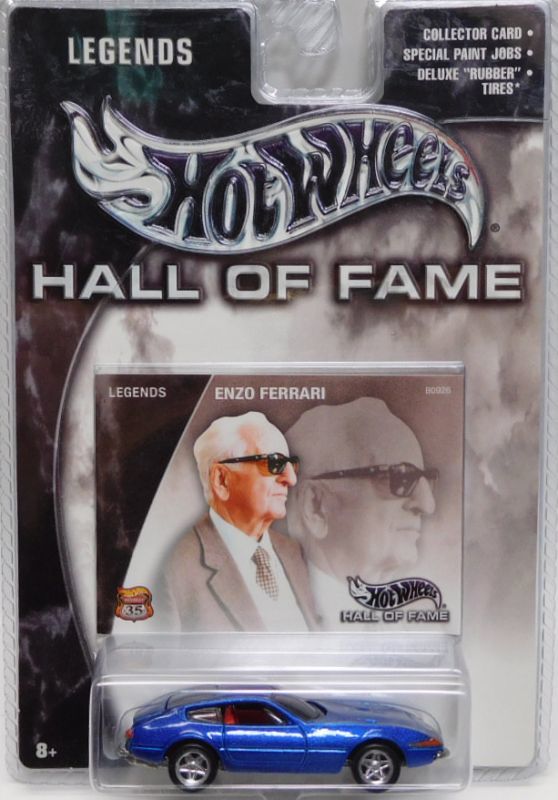 LEGENDS
COLLECTOR CARD •
SPECIAL PAINT JOBS •
DELUXE "RUBBER" •
TIRES*
HOT WHEELS
®
HALL OF FAME
LEGENDS
ENZO FERRARI
B0926
35
HOT WHEELS
HALL OF FAME
8+